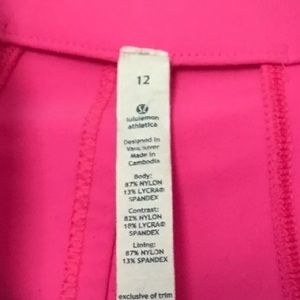 12
lululemon
athletica
Designed in
Vancouver
Made in
Cambodia
Body:
87% NYLON
13% LYCRA®
SPANDEX
Contrast:
82% NYLON
18% LYCRA®
SPANDEX
Lining:
87% NYLON
13% SPANDEX
exclusive of trim